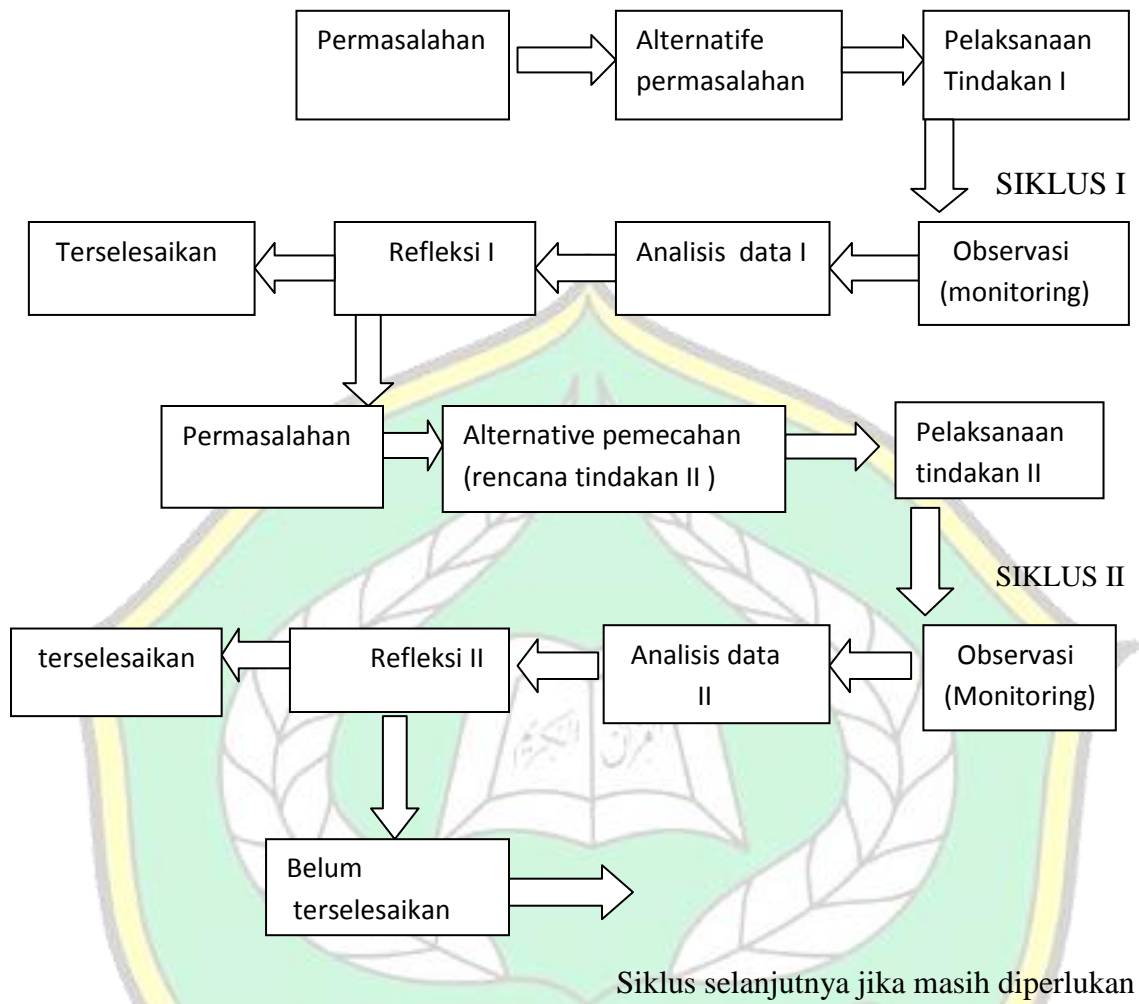 Permasalahan
Alternatife
permasalahan
Pelaksanaan
Tindakan I
SIKLUS I
Terselesaikan
Refleksi I
Analisis data I
Observasi
(monitoring)
Permasalahan
Alternative pemecahan
(rencana tindakan II )
Pelaksanaan
tindakan II
SIKLUS II
terselesaikan
Refleksi II
Analisis data
II
Observasi
(Monitoring)
Belum
terselesaikan
Siklus selanjutnya jika masih diperlukan